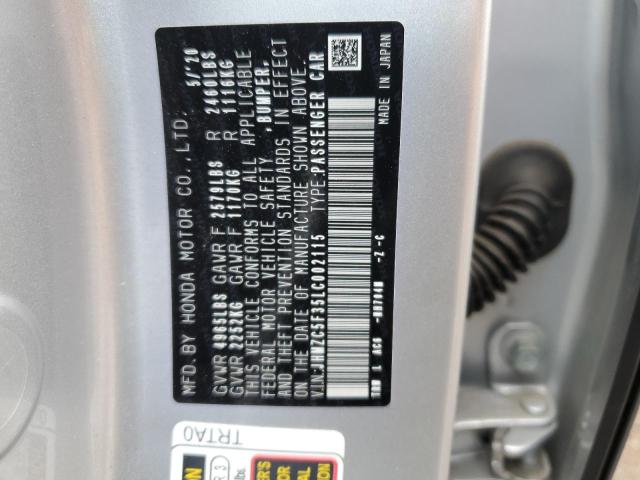 MFD. BY HONDA MOTOR CO., LTD. 5/'20
GVWR 4965LBS GAWR F 2579LBS R 2460LBS
GVWR 2252KG GAWR F 1170KG R 1116KG
THIS VEHICLE CONFORMS TO ALL APPLICABLE
FEDERAL MOTOR VEHICLE SAFETY , BUMPER,
AND THEFT PREVENTION STANDARDS IN EFFECT
ON THE DATE OF MANUFACTURE SHOWN ABOVE.
V.I.N: JHMZC5F35LC002115 TYPE: PASSENGER CAR
-Z -C
MADE IN JAPAN
TRTA0